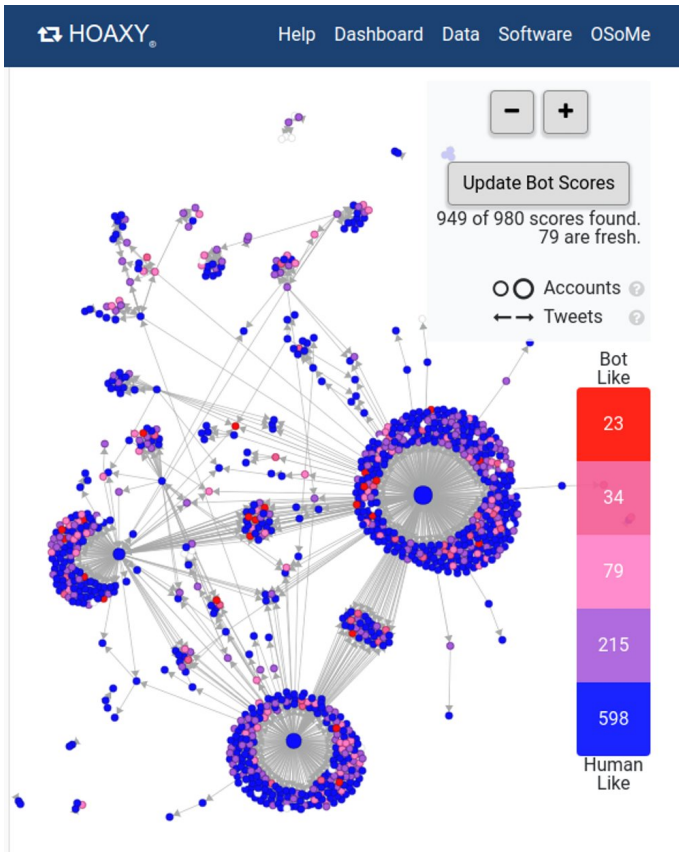 HOAXY®
Help Dashboard Data Software OSoMe
− +
Update Bot Scores
949 of 980 scores found.
79 are fresh.
Accounts ?
Tweets ?
Bot
Like
23
34
79
215
598
Human
Like